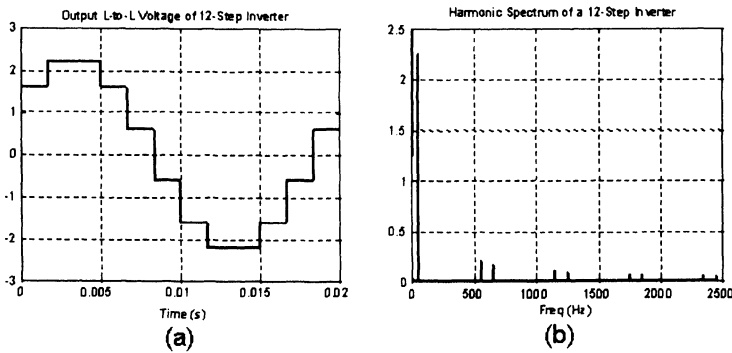 Output L-to-L Voltage of 12-Step Inverter
3
2
1
0
-1
-2
-3
0 0.005 0.01 0.015 0.02
Time (s)
(a)
Harmonic Spectrum of a 12-Step Inverter
2.5
2
1.5
1
0.5
0
0 500 1000 1500 2000 2500
Freq (Hz)
(b)